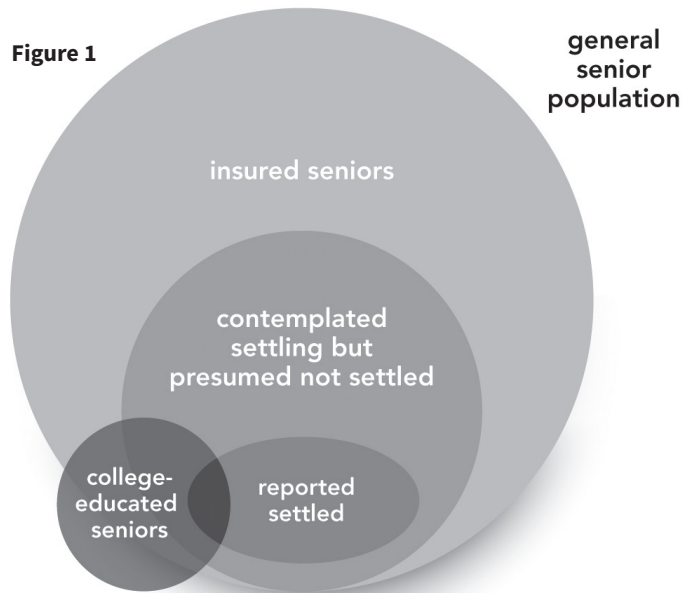 Figure 1
general
senior
population
insured seniors
contemplated
settling but
presumed not settled
college-
educated
seniors
reported
settled